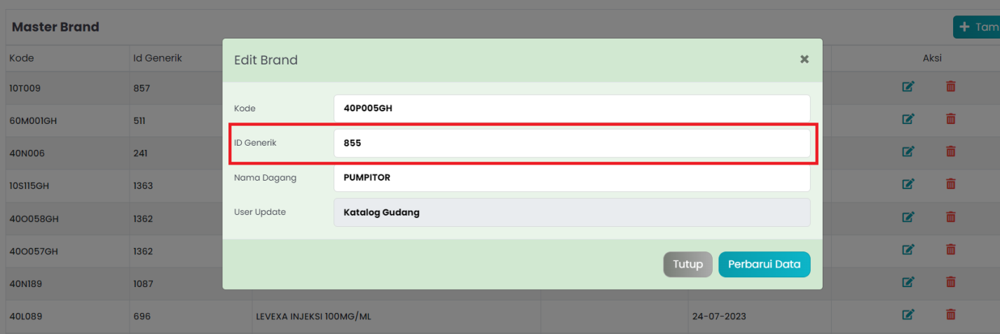 Master Brand
+ Tam
Kode Id Generik Aksi
10T009 857
60M001GH 511
40N006 241
10S115GH 1363
40O058GH 1362
40O057GH 1362
40N189 1087
40L089 696 LEVEXA INJEKSI 100MG/ML 24-07-2023
Edit Brand
Kode 40P005GH
ID Generik 855
Nama Dagang PUMPITOR
User Update Katalog Gudang
Tutup Perbarui Data